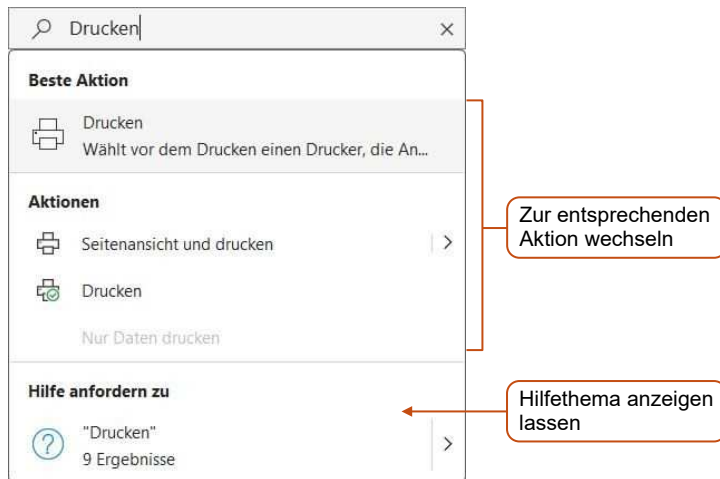 Drucken
Beste Aktion
Drucken
Wählt vor dem Drucken einen Drucker, die An...
Aktionen
Seitenansicht und drucken
Drucken
Nur Daten drucken
Hilfe anfordern zu
"Drucken"
9 Ergebnisse
Zur entsprechenden
Aktion wechseln
Hilfethema anzeigen
lassen